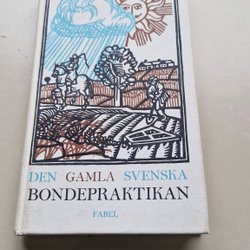 DEN GAMLA SVENSKA
BONDEPRAKTIKAN
FABEL